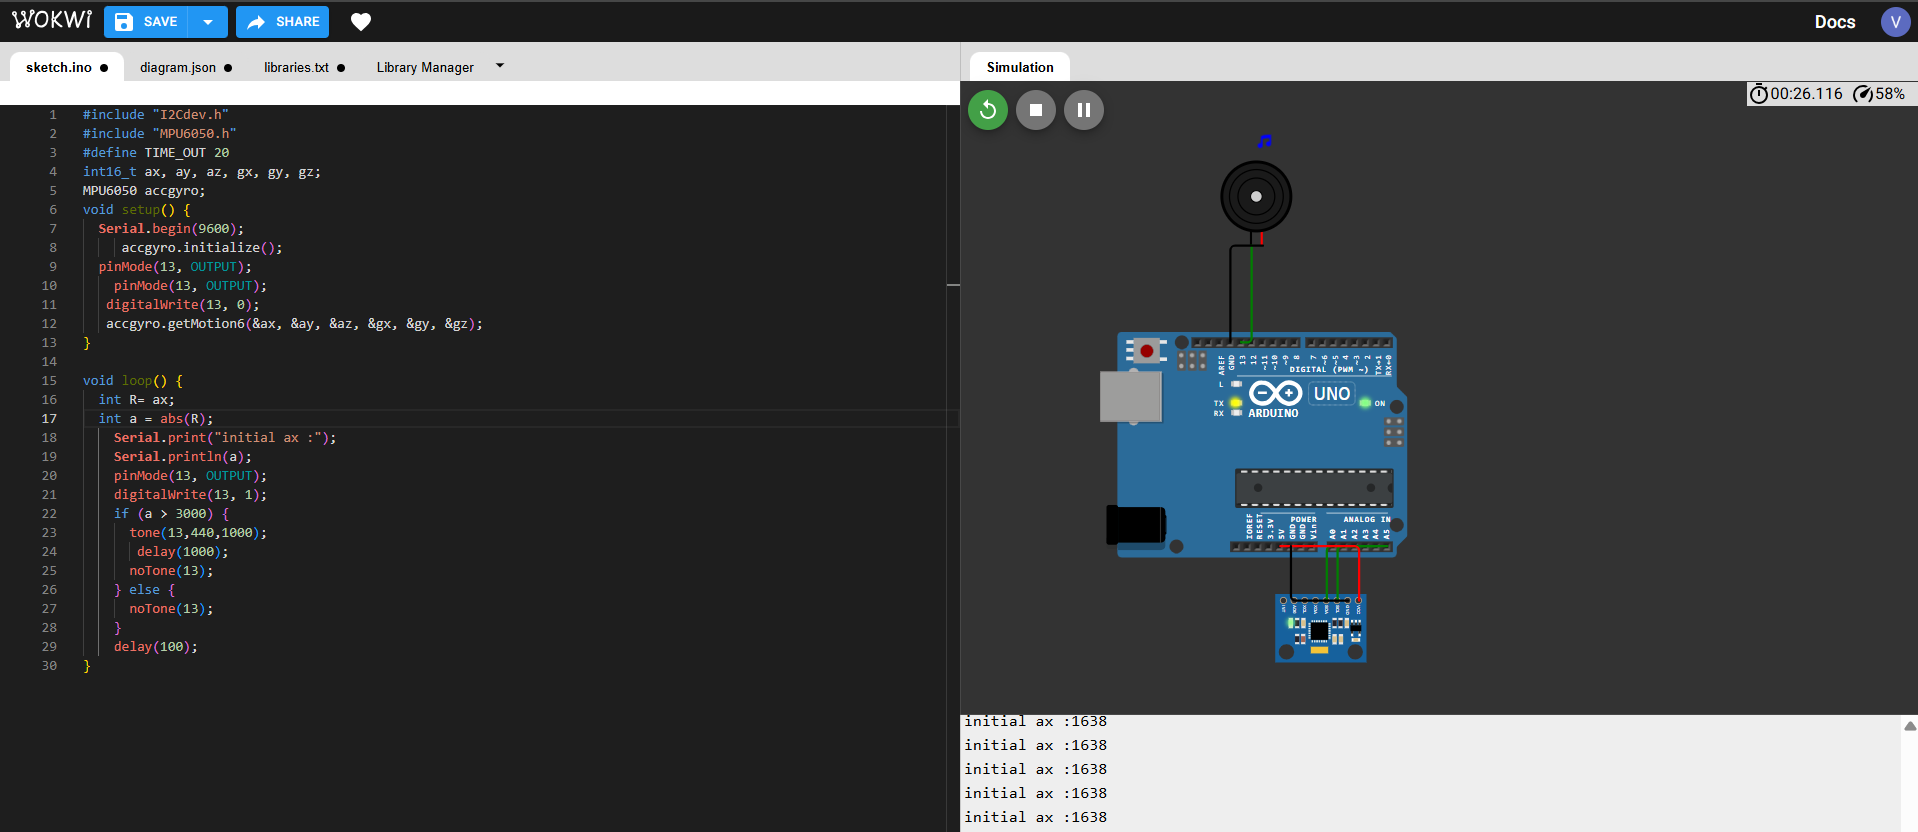 WOKWI SAVE SHARE Docs V
sketch.ino diagram.json libraries.txt Library Manager
Simulation
00:26.116 58%
1 #include "I2Cdev.h"
2 #include "MPU6050.h"
3 #define TIME_OUT 20
4 int16_t ax, ay, az, gx, gy, gz;
5 MPU6050 accgyro;
6 void setup() {
7 Serial.begin(9600);
8 accgyro.initialize();
9 pinMode(13, OUTPUT);
10 pinMode(13, OUTPUT);
11 digitalWrite(13, 0);
12 accgyro.getMotion6(&ax, &ay, &az, &gx, &gy, &gz);
13 }
14
15 void loop() {
16 int R= ax;
17 int a = abs(R);
18 Serial.print("initial ax :");
19 Serial.println(a);
20 pinMode(13, OUTPUT);
21 digitalWrite(13, 1);
22 if (a > 3000) {
23 tone(13,440,1000);
24 delay(1000);
25 noTone(13);
26 } else {
27 noTone(13);
28 }
29 delay(100);
30 }
AREF GND 13 12 ~11 ~10 ~9 8 7 ~6 ~5 4 ~3 2 TX→1 RX←0
DIGITAL (PWM ~)
L
TX
RX
ARDUINO
UNO
ON
POWER
ANALOG IN
IOREF RESET 3.3V 5V GND GND Vin A0 A1 A2 A3 A4 A5
initial ax :1638
initial ax :1638
initial ax :1638
initial ax :1638
initial ax :1638